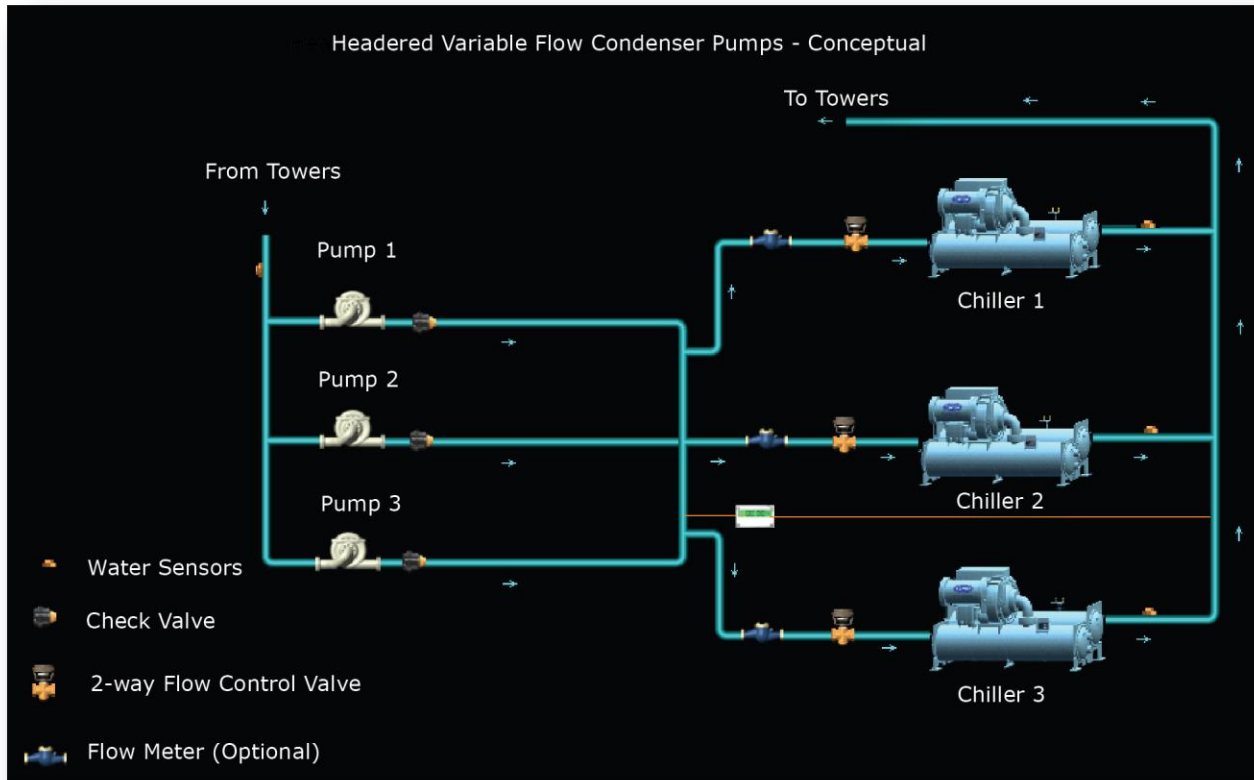 Headered Variable Flow Condenser Pumps - Conceptual
To Towers
From Towers
Pump 1
Chiller 1
Pump 2
Chiller 2
Pump 3
Chiller 3
Water Sensors
Check Valve
2-way Flow Control Valve
Flow Meter (Optional)